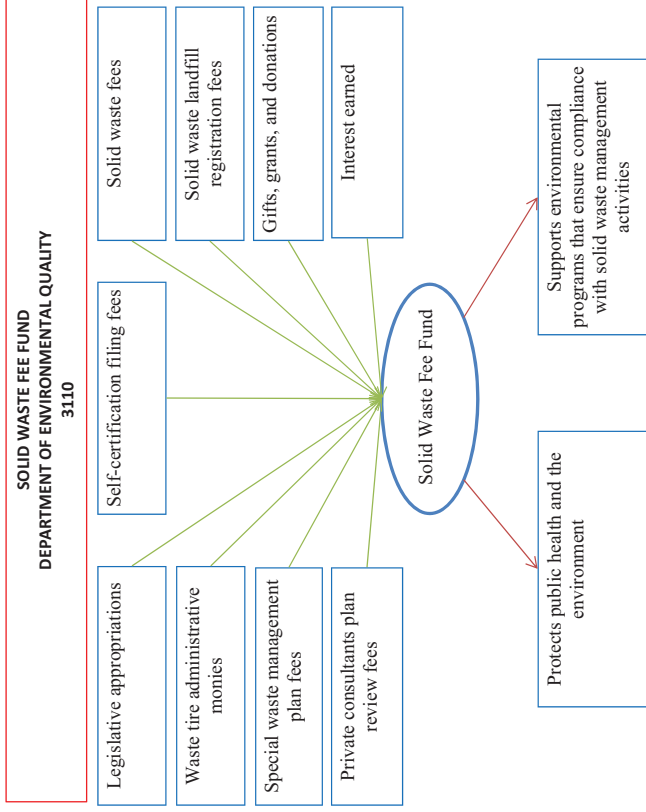 SOLID WASTE FEE FUND
DEPARTMENT OF ENVIRONMENTAL QUALITY
3110
Legislative appropriations
Waste tire administrative
monies
Special waste management
plan fees
Private consultants plan
review fees
Self-certification filing fees
Solid waste fees
Solid waste landfill
registration fees
Gifts, grants, and donations
Interest earned
Solid Waste Fee Fund
Protects public health and the
environment
Supports environmental
programs that ensure compliance
with solid waste management
activities